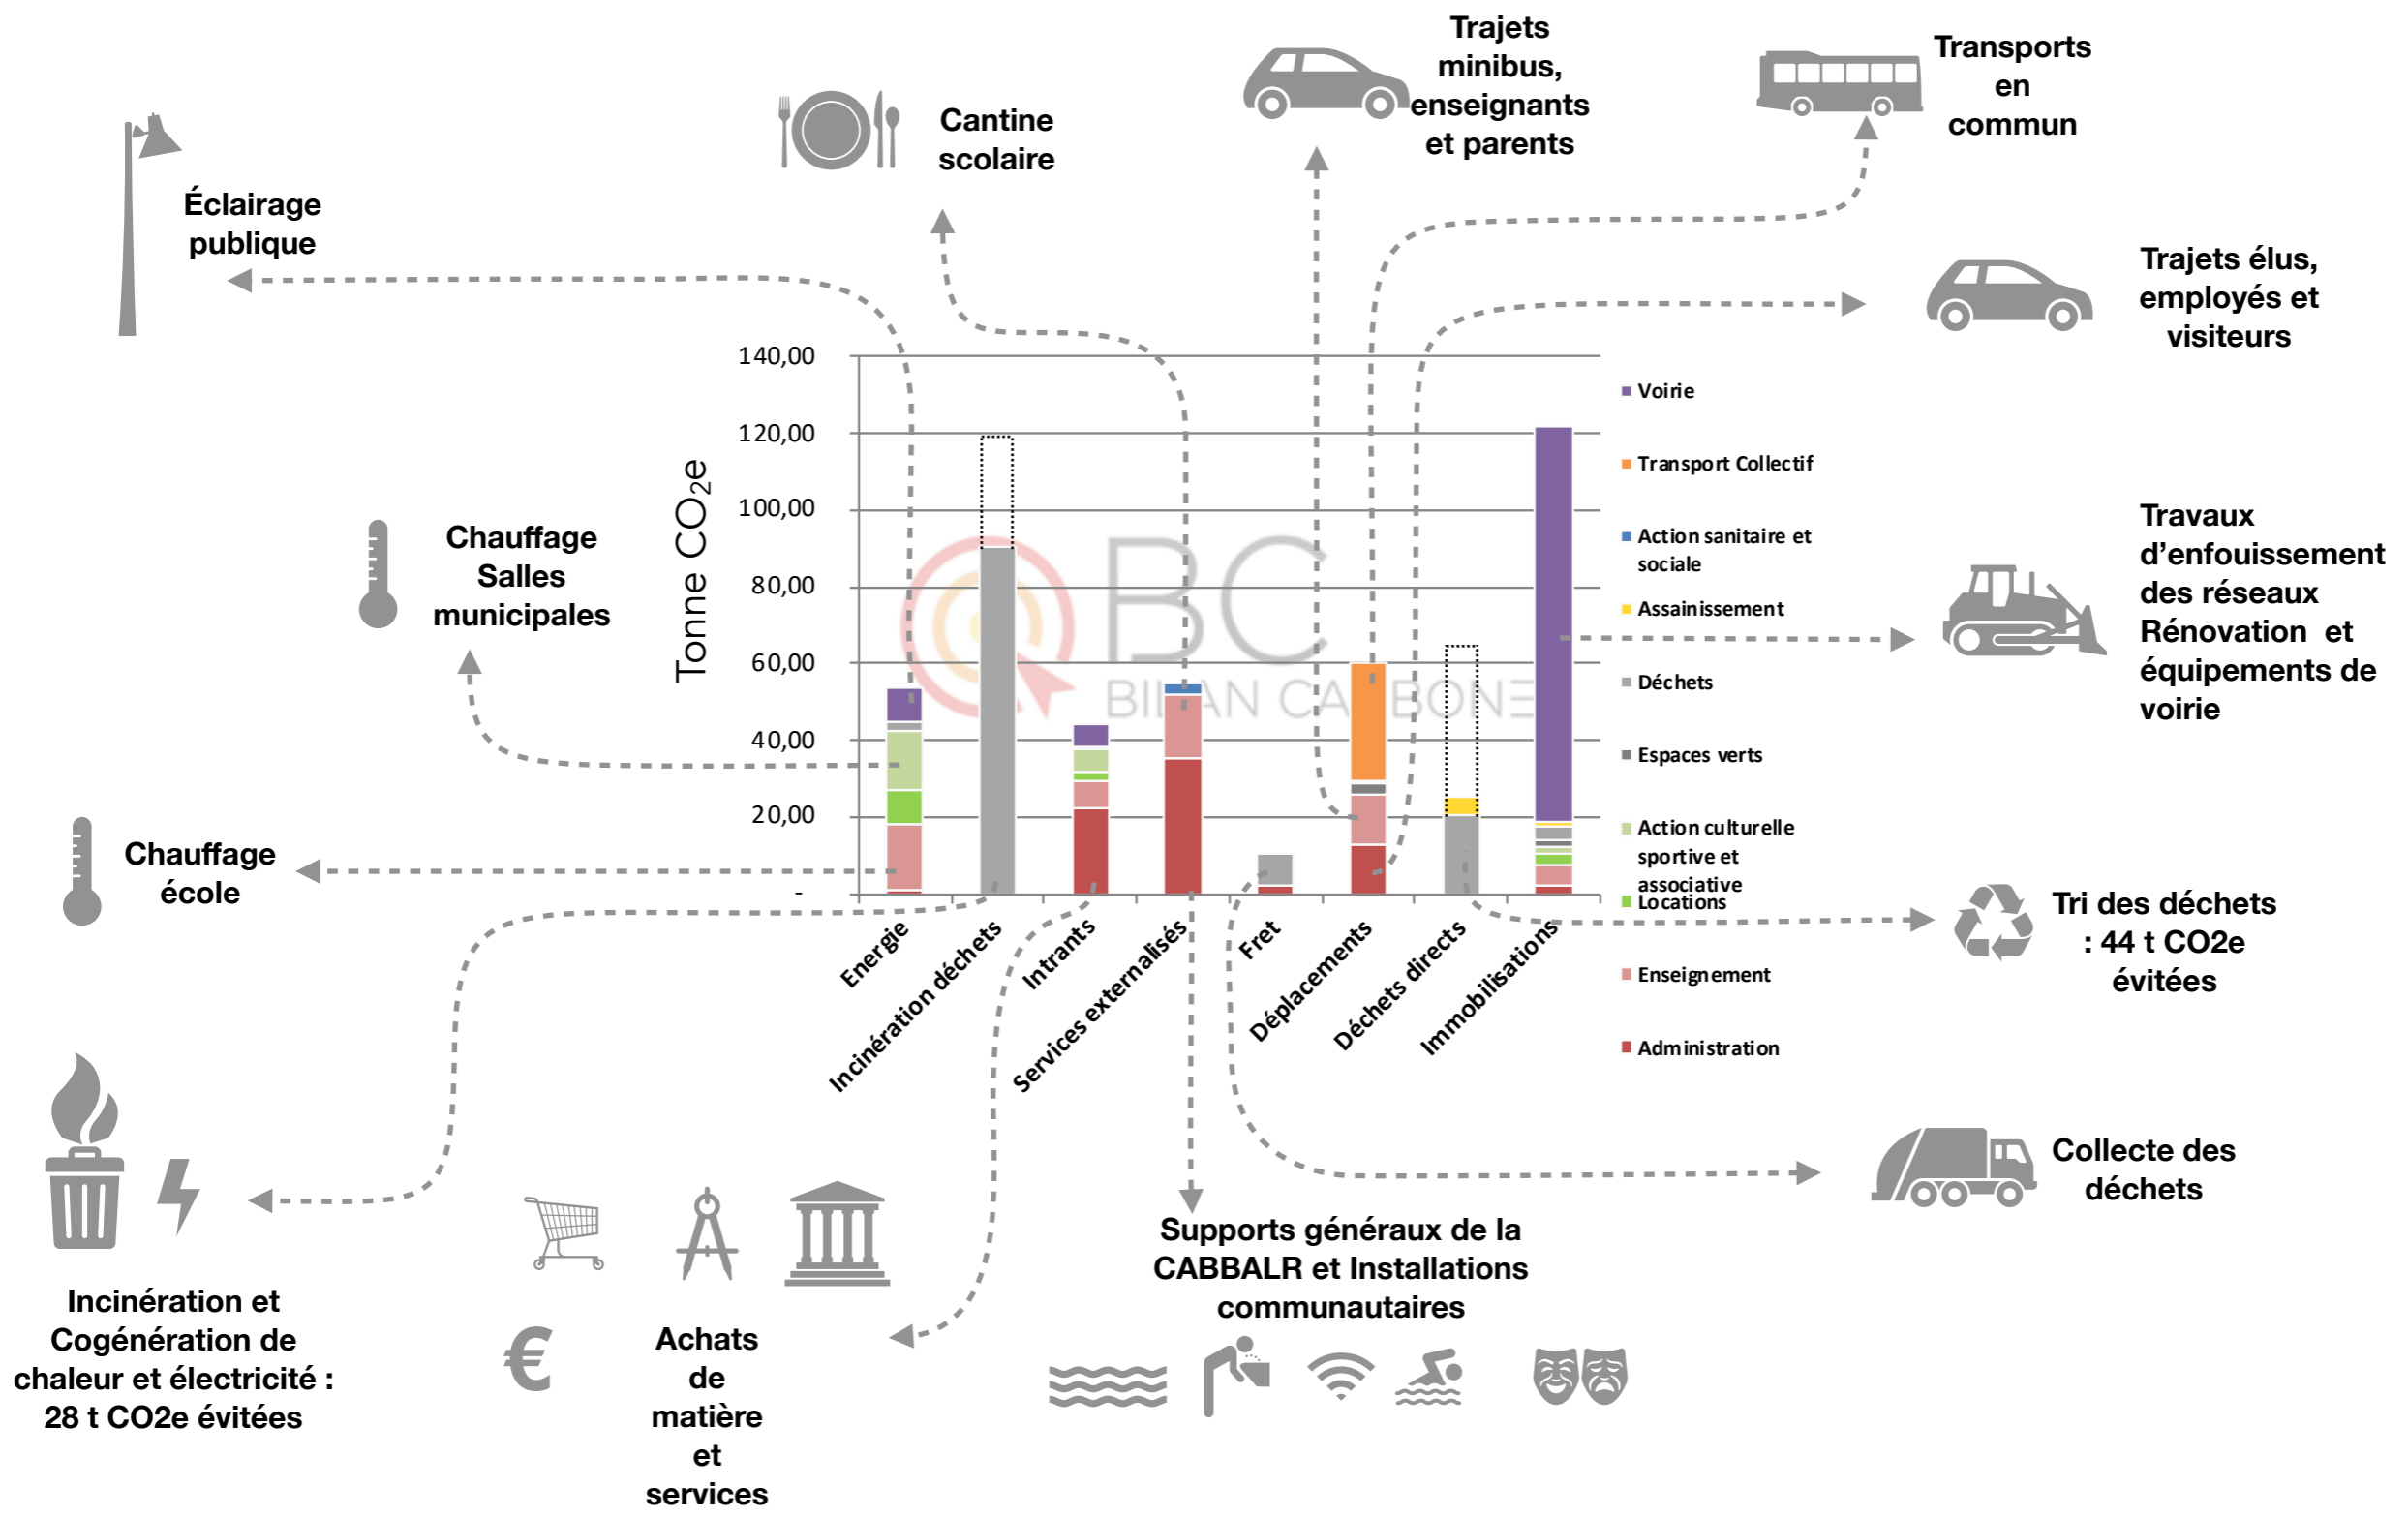 Trajets
minibus,
enseignants
et parents
Transports
en
commun
Cantine
scolaire
Éclairage
publique
Trajets élus,
employés et
visiteurs
Chauffage
Salles
municipales
Travaux
d'enfouissement
des réseaux
Rénovation et
équipements de
voirie
Chauffage
école
Tonne CO₂e
140,00
120,00
100,00
80,00
60,00
40,00
20,00
-
BC
BILAN CARBONE
Energie
Incinération déchets
Intrants
Services externalisés
Fret
Déplacements
Déchets directs
Immobilisations
Voirie
Transport Collectif
Action sanitaire et
sociale
Assainissement
Déchets
Espaces verts
Action culturelle
sportive et
associative
Locations
Enseignement
Administration
Tri des déchets
: 44 t CO2e
évitées
Collecte des
déchets
Incinération et
Cogénération de
chaleur et électricité :
28 t CO2e évitées
€
Achats
de
matière
et
services
Supports généraux de la
CABBALR et Installations
communautaires